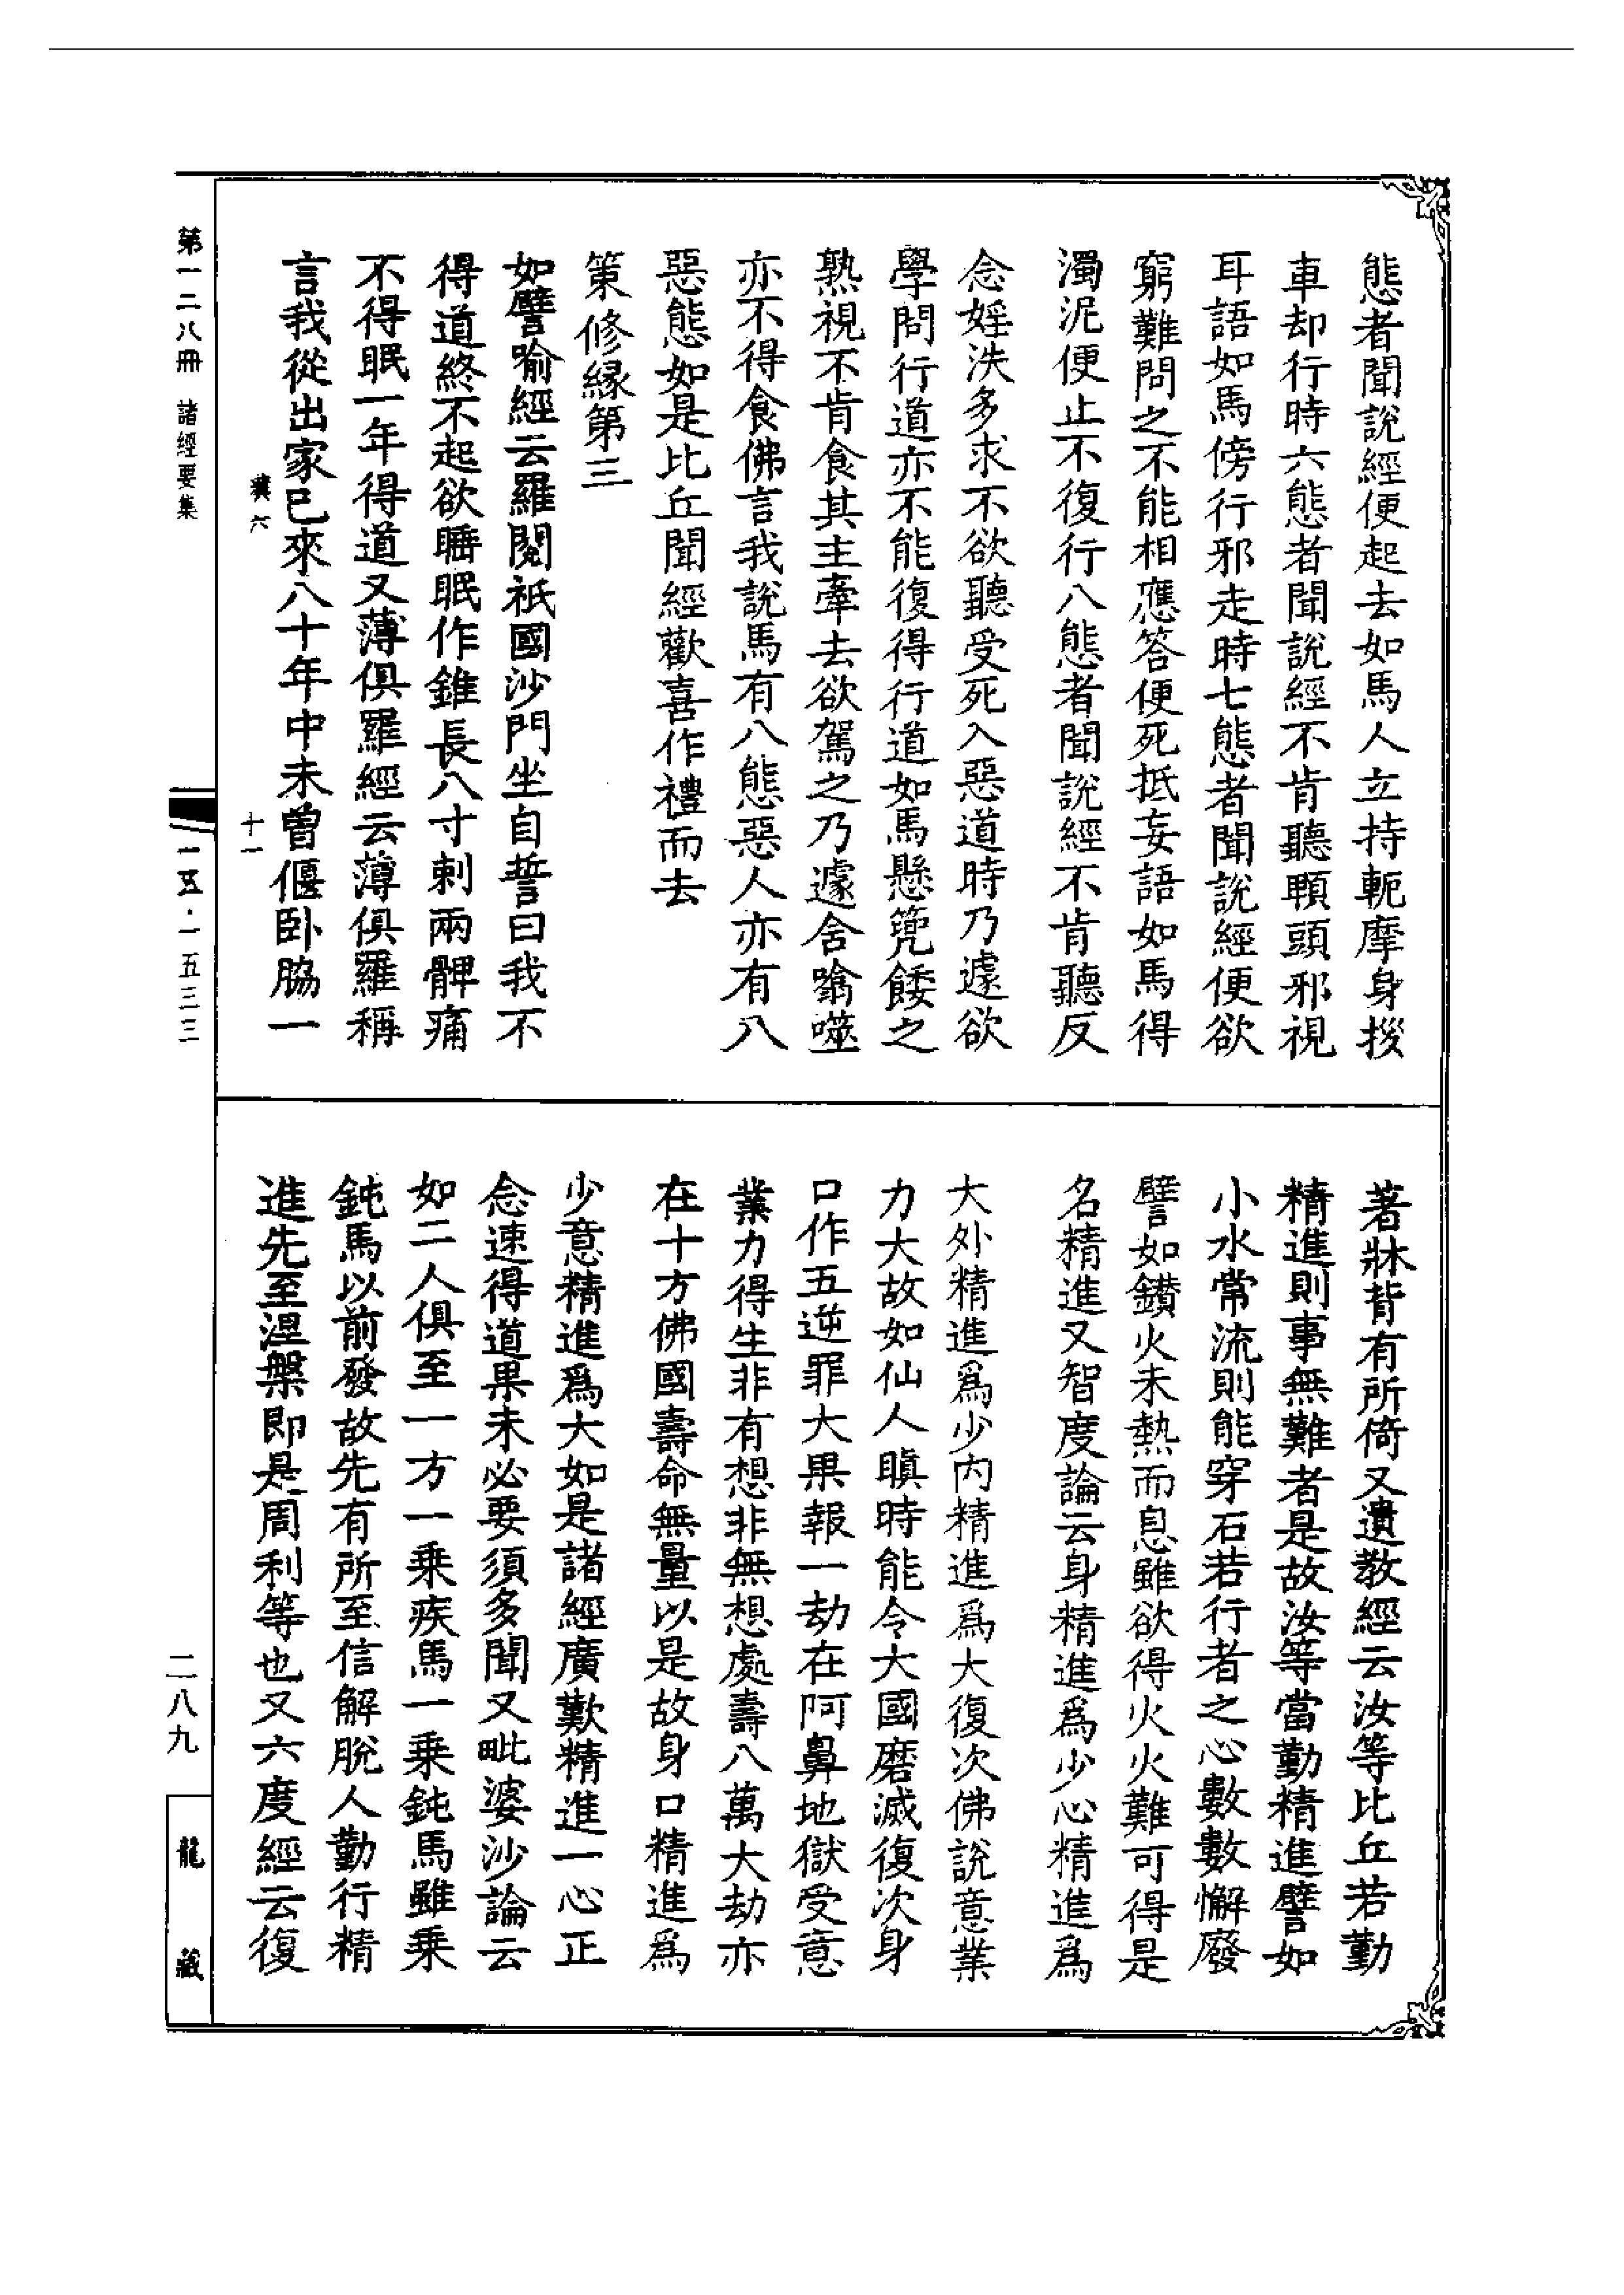 態者聞說經便起去如馬人立持軛摩身挼
車却行時六態者聞說經不肯聽顋頭邪視
耳語如馬傍行邪走時七態者聞說經便欲
窮難問之不能相應答便死抵妄語如馬得
濁泥便止不復行八態者聞說經不肯聽反
念婬泆多求不欲聽受死入惡道時乃遽欲
學問行道亦不能復得行道如馬懸篼餧之
熟視不肯食其主牽去欲駕之乃遽含噏噬
亦不得食佛言我說馬有八態惡人亦有八
惡態如是比丘聞經歡喜作禮而去
策修緣第三
如譬喻經云羅閱祇國沙門坐自誓曰我不
得道終不起欲睡眠作錐長八寸刺兩髀痛
不得眠一年得道又薄俱羅經云薄俱羅稱
言我從出家已來八十年中未曾偃卧脇一
著牀背有所倚又遺教經云汝等比丘若勤
精進則事無難者是故汝等當勤精進譬如
小水常流則能穿石若行者之心數數懈廢
譬如鑽火未熱而息雖欲得火火難可得是
名精進又智度論云身精進爲少心精進爲
大外精進爲少内精進爲大復次佛說意業
力大故如仙人瞋時能令大國磨滅復次身
口作五逆罪大果報一劫在阿鼻地獄受意
業力得生非有想非無想處壽八萬大劫亦
在十方佛國壽命無量以是故身口精進爲
少意精進爲大如是諸經廣歎精進一心正
念速得道果未必要須多聞又毗婆沙論云
如二人俱至一方一乘疾馬一乘鈍馬雖乘
鈍馬以前發故先有所至信解脫人勤行精
進先至涅槃即是周利等也又六度經云復
六
十一
第一二八冊 諸經要集
一五·一五三三
二八九
龍藏